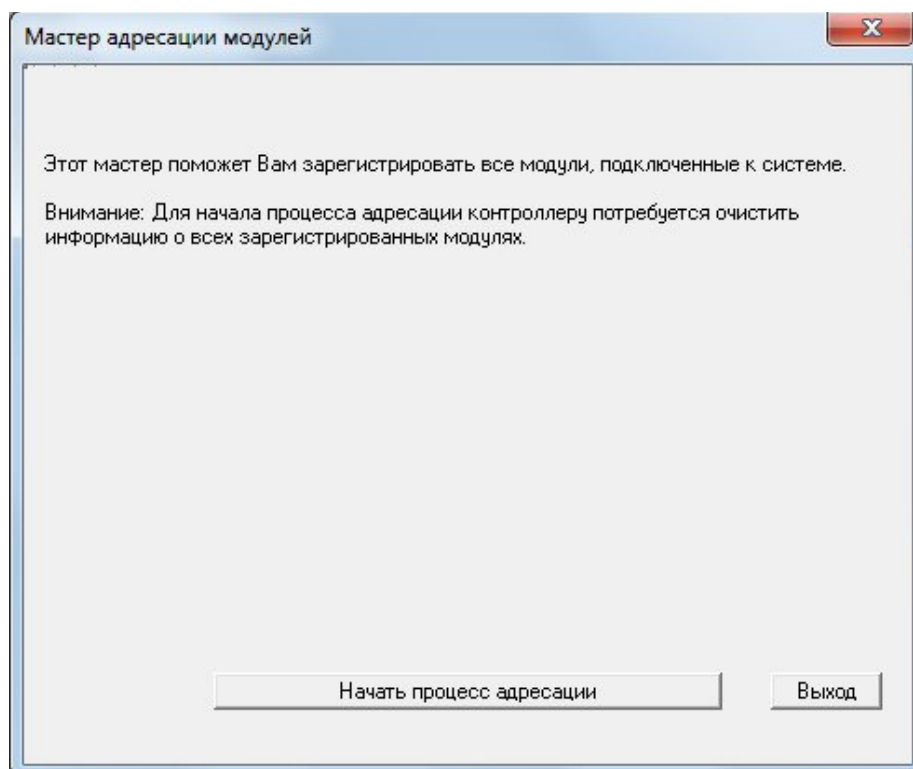 Мастер адресации модулей
Этот мастер поможет Вам зарегистрировать все модули, подключенные к системе.
Внимание: Для начала процесса адресации контроллеру потребуется очистить
информацию о всех зарегистрированных модулях.
Начать процесс адресации
Выход